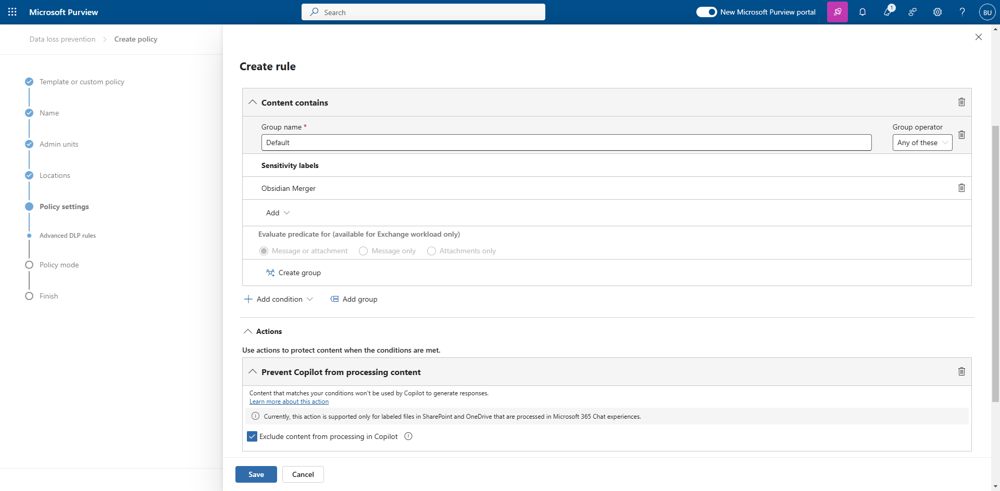 Microsoft Purview
Search
New Microsoft Purview portal
1
BU
Data loss prevention > Create policy
Template or custom policy
Name
Admin units
Locations
Policy settings
Advanced DLP rules
Policy mode
Finish
Create rule
Content contains
Group name *
Group operator
Default
Any of these
Sensitivity labels
Obsidian Merger
Add
Evaluate predicate for (available for Exchange workload only)
Message or attachment Message only Attachments only
Create group
Add condition Add group
Actions
Use actions to protect content when the conditions are met.
Prevent Copilot from processing content
Content that matches your conditions won't be used by Copilot to generate responses.
Learn more about this action
Currently, this action is supported only for labeled files in SharePoint and OneDrive that are processed in Microsoft 365 Chat experiences.
Exclude content from processing in Copilot
Save Cancel